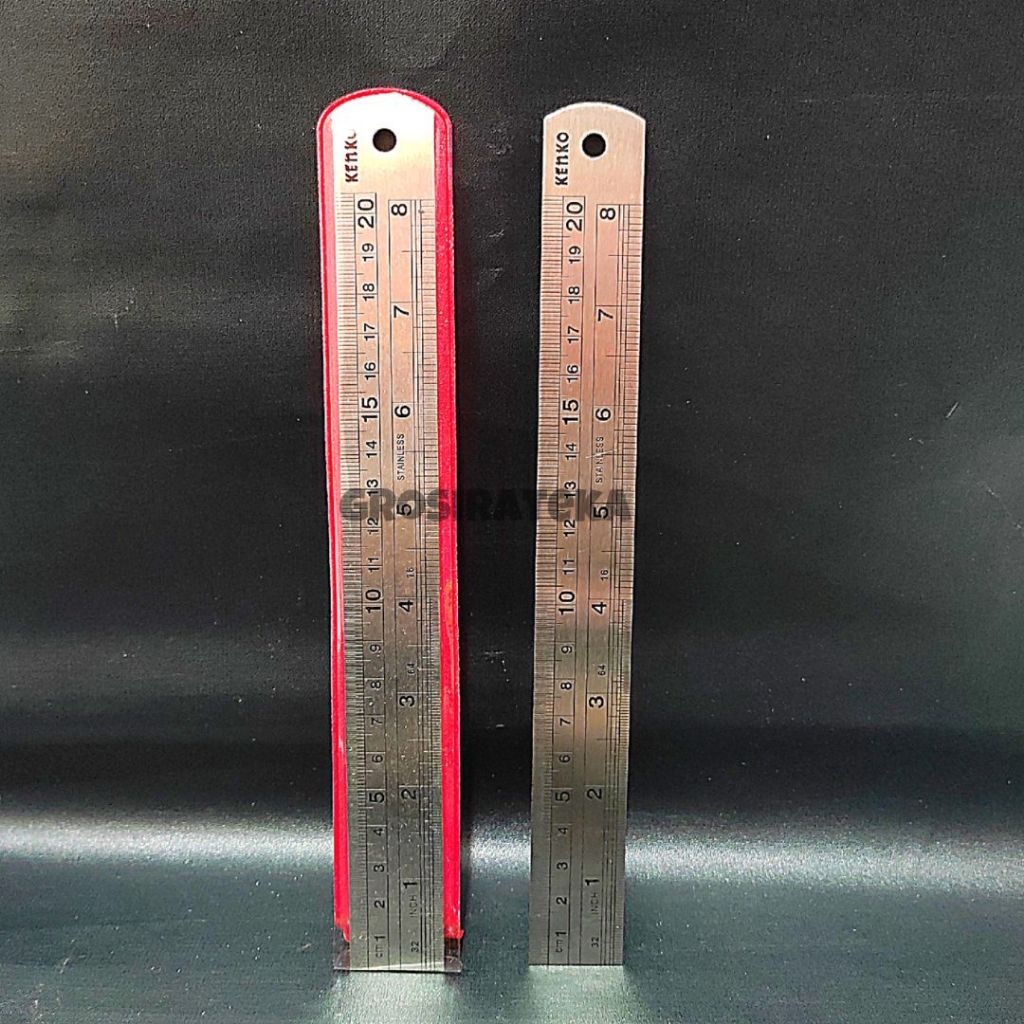 KENKO
20 19 18 17 16 15 14 13 12 11 10 9 8 7 6 5 4 3 2 1 cm
8 7 6 STAINLESS 5 16 4 64 3 2 1 INCH 32
KENKO
20 19 18 17 16 15 14 13 12 11 10 9 8 7 6 5 4 3 2 1 cm
8 7 6 STAINLESS 5 16 4 64 3 2 1 INCH 32
GROSIRATEKA